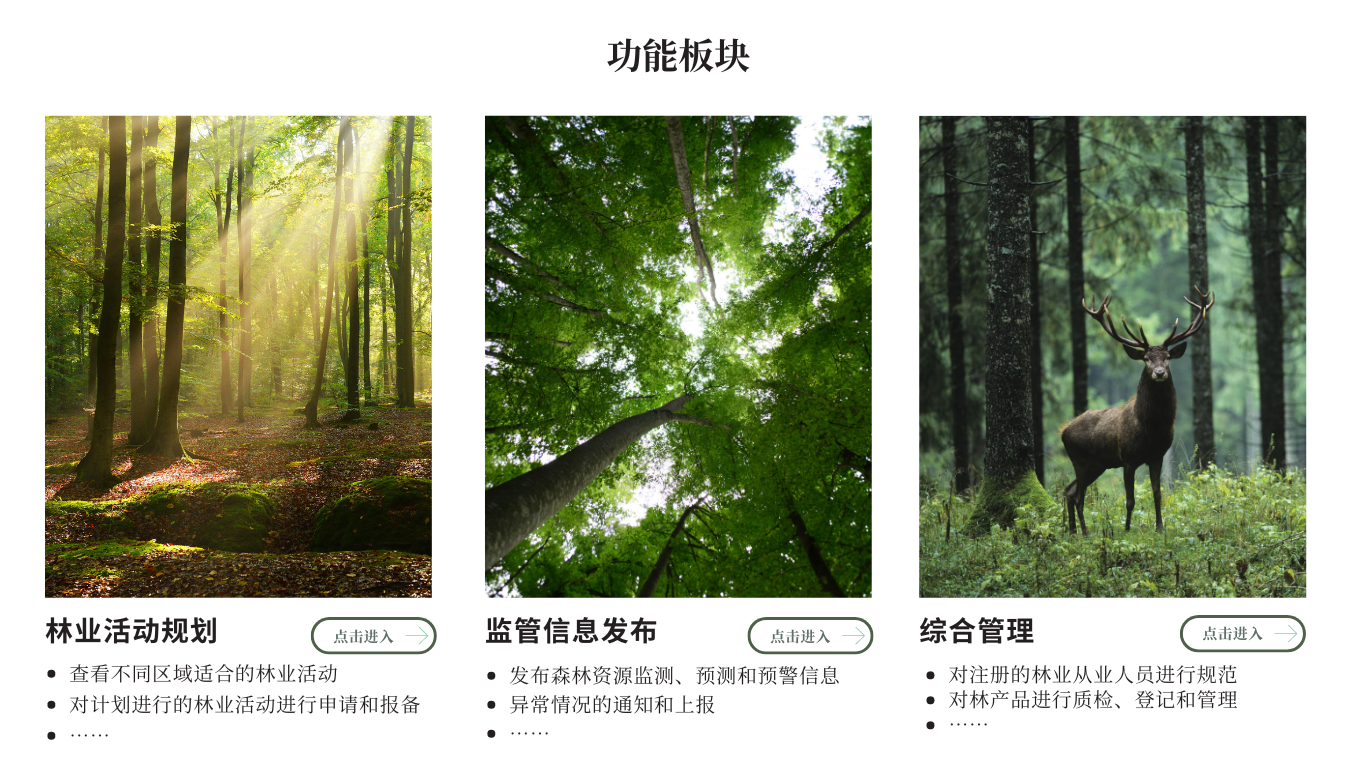 功能板块
林业活动规划
点击进入
查看不同区域适合的林业活动
对计划进行的林业活动进行申请和报备
……
监管信息发布
点击进入
发布森林资源监测、预测和预警信息
异常情况的通知和上报
……
综合管理
点击进入
对注册的林业从业人员进行规范
对林产品进行质检、登记和管理
……